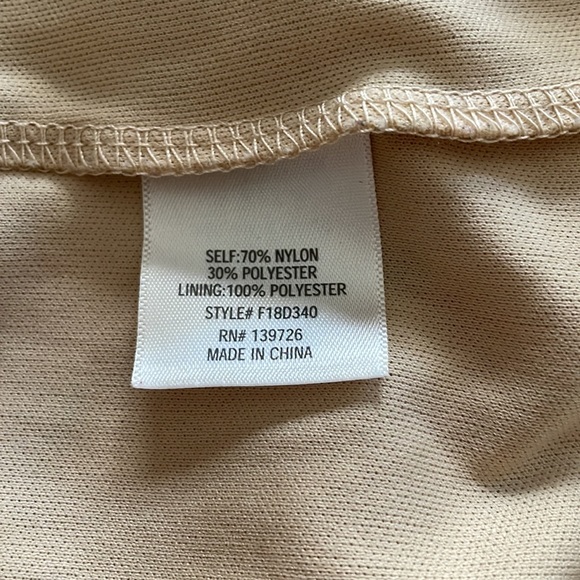 SELF:70% NYLON
30% POLYESTER
LINING:100% POLYESTER
STYLE# F18D340
RN# 139726
MADE IN CHINA